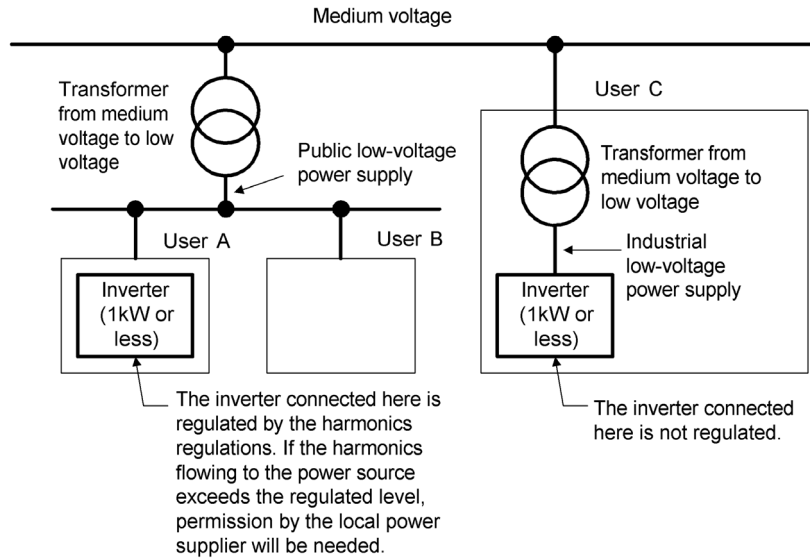 Medium voltage
Transformer
from medium
voltage to low
voltage
Public low-voltage
power supply
User C
Transformer from
medium voltage to
low voltage
Industrial
low-voltage
power supply
User A
User B
Inverter
(1kW or
less)
Inverter
(1kW or
less)
The inverter connected here is
regulated by the harmonics
regulations. If the harmonics
flowing to the power source
exceeds the regulated level,
permission by the local power
supplier will be needed.
The inverter connected
here is not regulated.